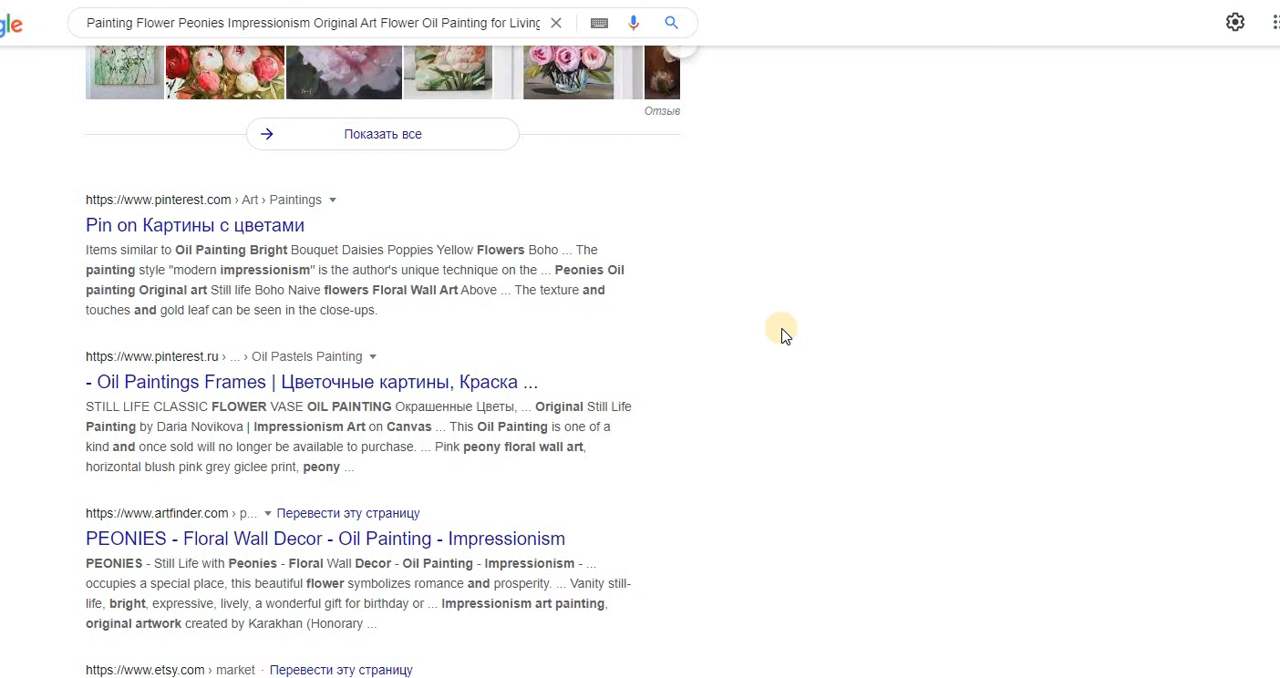 gle
Painting Flower Peonies Impressionism Original Art Flower Oil Painting for Living
Отзыв
Показать все
https://www.pinterest.com › Art › Paintings
Pin on Картины с цветами
Items similar to Oil Painting Bright Bouquet Daisies Poppies Yellow Flowers Boho ... The
painting style "modern impressionism" is the author's unique technique on the ... Peonies Oil
painting Original art Still life Boho Naive flowers Floral Wall Art Above ... The texture and
touches and gold leaf can be seen in the close-ups.
https://www.pinterest.ru › ... › Oil Pastels Painting
- Oil Paintings Frames | Цветочные картины, Краска ...
STILL LIFE CLASSIC FLOWER VASE OIL PAINTING Окрашенные Цветы, ... Original Still Life
Painting by Daria Novikova | Impressionism Art on Canvas ... This Oil Painting is one of a
kind and once sold will no longer be available to purchase. ... Pink peony floral wall art,
horizontal blush pink grey giclee print, peony ...
https://www.artfinder.com › p... Перевести эту страницу
PEONIES - Floral Wall Decor - Oil Painting - Impressionism
PEONIES - Still Life with Peonies - Floral Wall Decor - Oil Painting - Impressionism - ...
occupies a special place, this beautiful flower symbolizes romance and prosperity. ... Vanity still-
life, bright, expressive, lively, a wonderful gift for birthday or ... Impressionism art painting,
original artwork created by Karakhan (Honorary ...
https://www.etsy.com › market · Перевести эту страницу